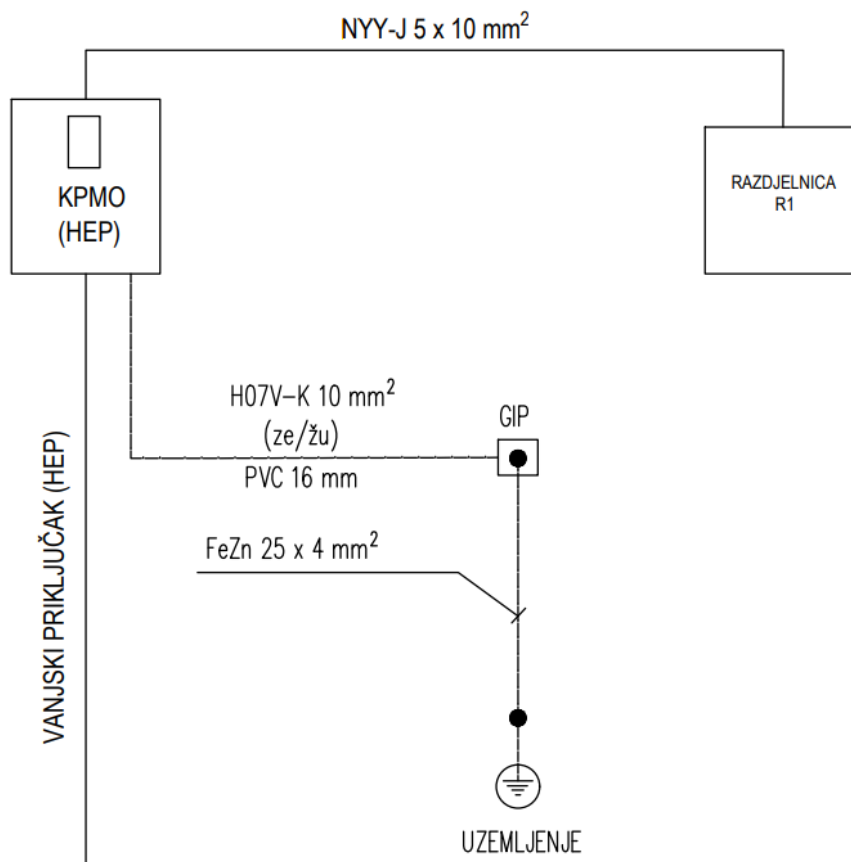 NYY-J 5 x 10 mm²
KPMO
(HEP)
RAZDJELNICA
R1
H07V-K 10 mm²
(ze/žu)
PVC 16 mm
GIP
FeZn 25 x 4 mm²
VANJSKI PRIKLJUČAK (HEP)
UZEMLJENJE